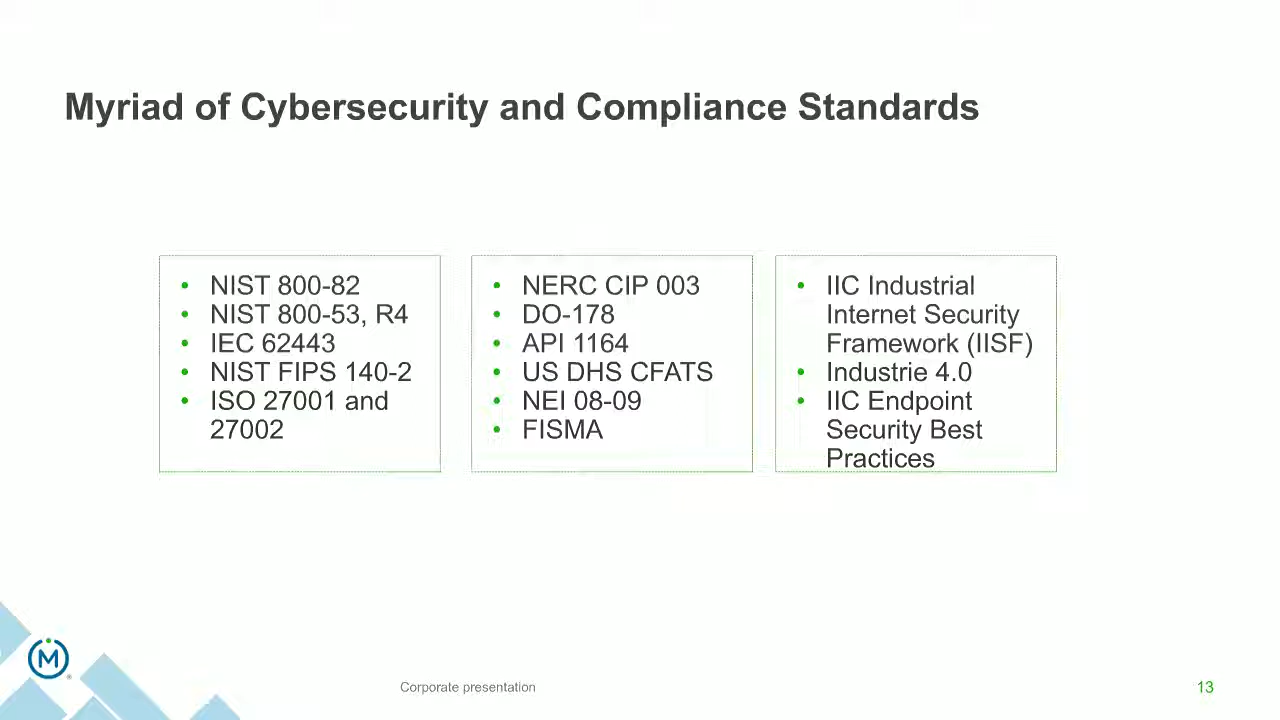 Myriad of Cybersecurity and Compliance Standards
• NIST 800-82
• NIST 800-53, R4
• IEC 62443
• NIST FIPS 140-2
• ISO 27001 and
27002
• NERC CIP 003
• DO-178
• API 1164
• US DHS CFATS
• NEI 08-09
• FISMA
• IIC Industrial
Internet Security
Framework (IISF)
• Industrie 4.0
• IIC Endpoint
Security Best
Practices
M®
Corporate presentation
13